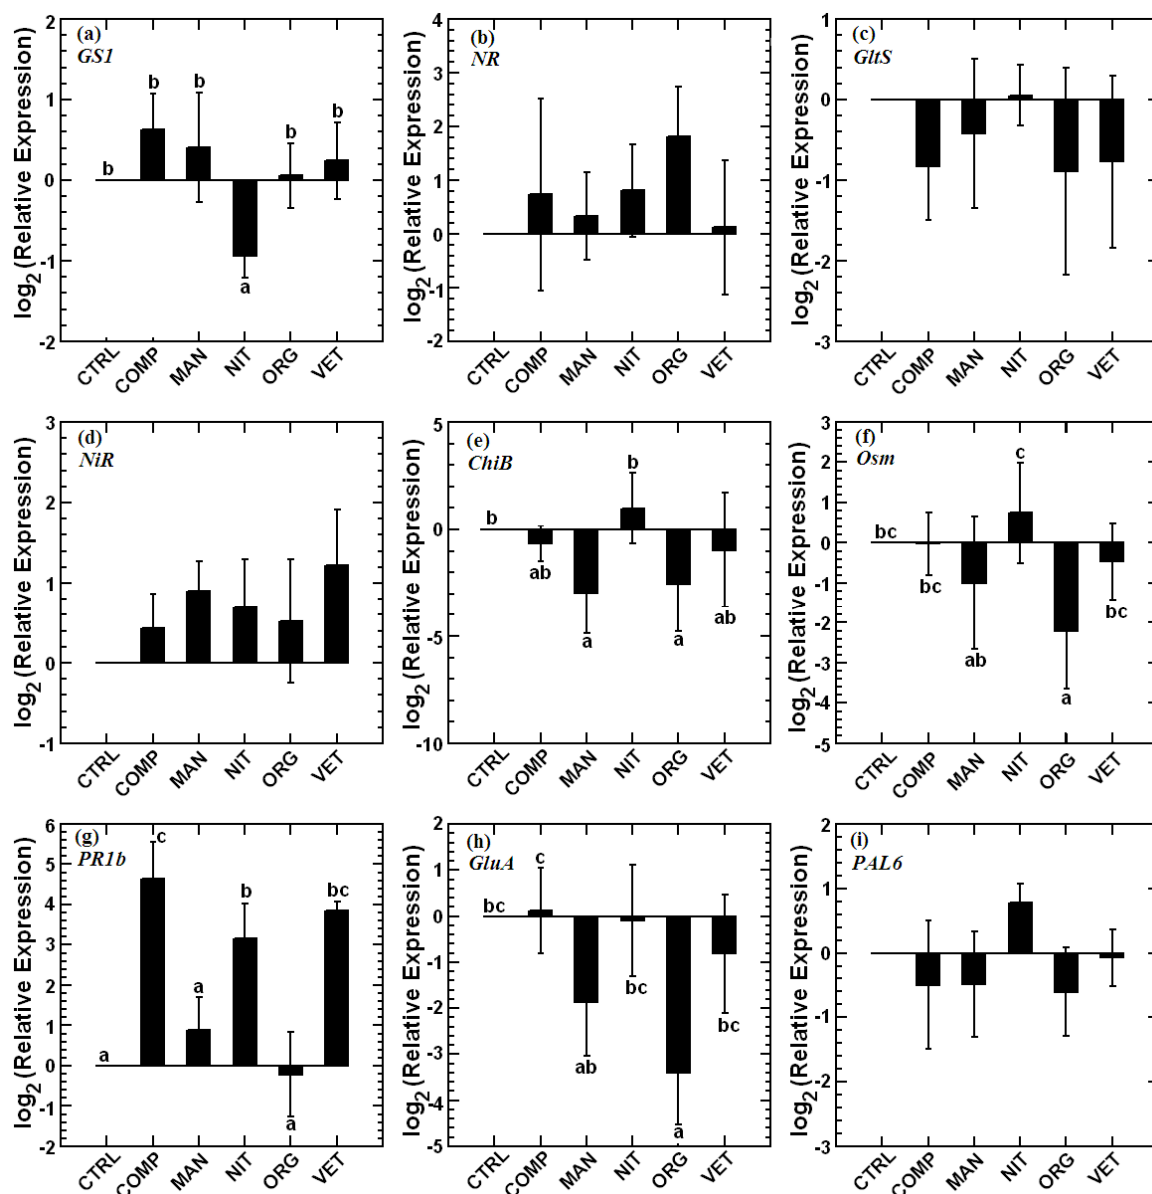 (a)
GS1
log2 (Relative Expression)
2
1
0
-1
-2
b
b
b
a
b
b
CTRL
COMP
MAN
NIT
ORG
VET
(b)
NR
log2 (Relative Expression)
4
3
2
1
0
-1
-2
CTRL
COMP
MAN
NIT
ORG
VET
(c)
GltS
log2 (Relative Expression)
1
0
-1
-2
-3
CTRL
COMP
MAN
NIT
ORG
VET
(d)
NiR
log2 (Relative Expression)
3
2
1
0
-1
CTRL
COMP
MAN
NIT
ORG
VET
(e)
ChiB
log2 (Relative Expression)
5
0
-5
-10
b
ab
a
b
a
ab
CTRL
COMP
MAN
NIT
ORG
VET
(f)
Osm
log2 (Relative Expression)
3
2
1
0
-1
-2
-3
-4
-5
bc
bc
ab
c
a
bc
CTRL
COMP
MAN
NIT
ORG
VET
(g)
PR1b
log2 (Relative Expression)
6
5
4
3
2
1
0
-1
-2
a
c
a
b
a
bc
CTRL
COMP
MAN
NIT
ORG
VET
(h)
GluA
log2 (Relative Expression)
2
1
0
-1
-2
-3
-4
-5
bc
c
ab
bc
a
bc
CTRL
COMP
MAN
NIT
ORG
VET
(i)
PAL6
log2 (Relative Expression)
2
1
0
-1
-2
-3
CTRL
COMP
MAN
NIT
ORG
VET